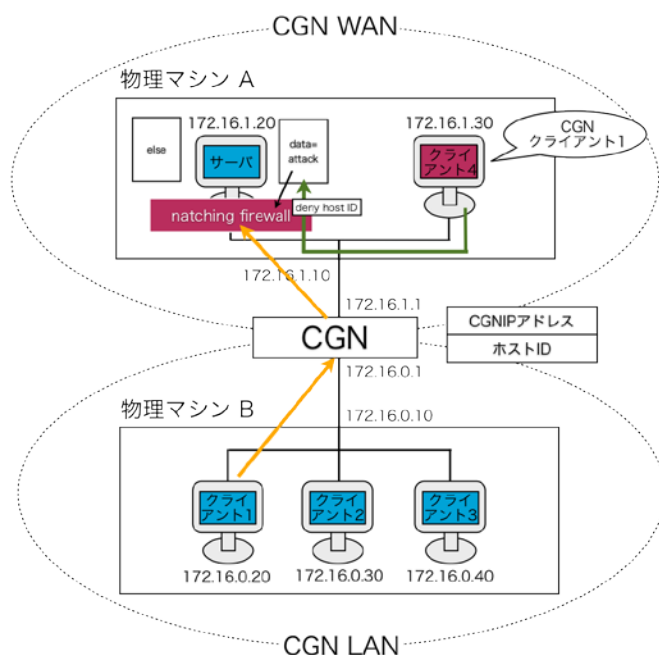 CGN WAN
物理マシン A
172.16.1.20
172.16.1.30
else
サーバ
data=
attack
クライ
アント4
CGN
クライアント1
natching firewall
deny host ID
172.16.1.10
172.16.1.1
CGN
CGNIPアドレス
ホストID
172.16.0.1
物理マシン B
172.16.0.10
クライ
アント1
クライ
アント2
クライ
アント3
172.16.0.20
172.16.0.30
172.16.0.40
CGN LAN